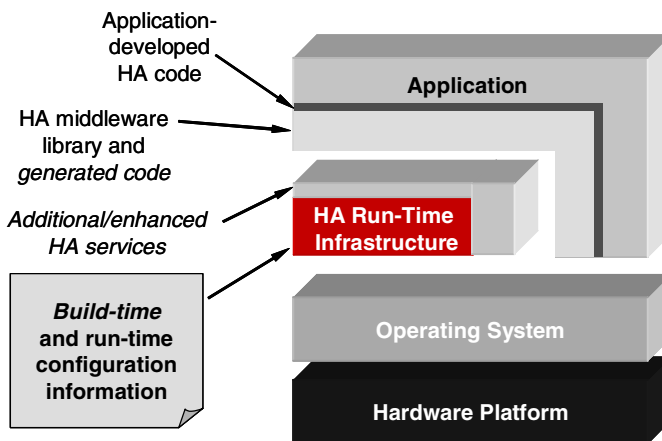 Application-
developed
HA code
Application
HA middleware
library and
generated code
Additional/enhanced
HA services
HA Run-Time
Infrastructure
Build-time
and run-time
configuration
information
Operating System
Hardware Platform